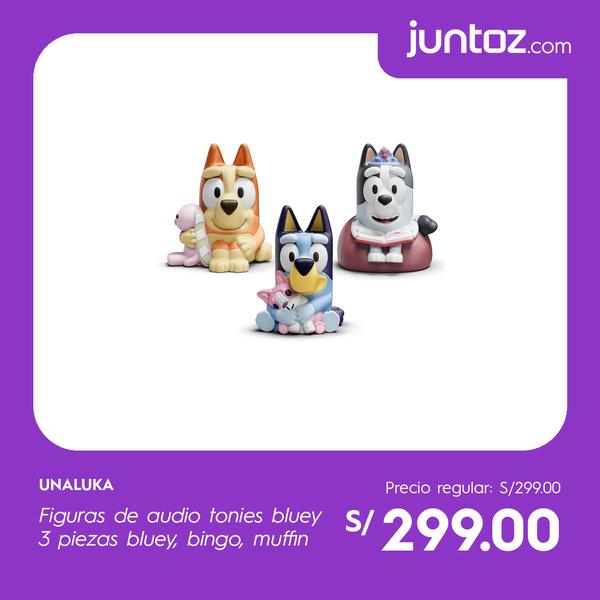 juntoz.com
UNALUKA
Figuras de audio tonies bluey
3 piezas bluey, bingo, muffin
Precio regular: S/299.00
S/ 299.00